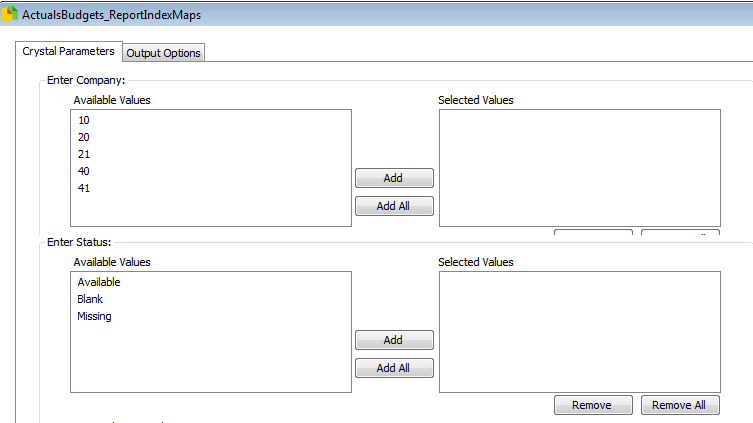 ActualsBudgets_ReportIndexMaps
Crystal Parameters
Output Options
Enter Company:
Available Values
Selected Values
10
20
21
40
41
Add
Add All
Enter Status:
Available Values
Selected Values
Available
Blank
Missing
Add
Add All
Remove
Remove All